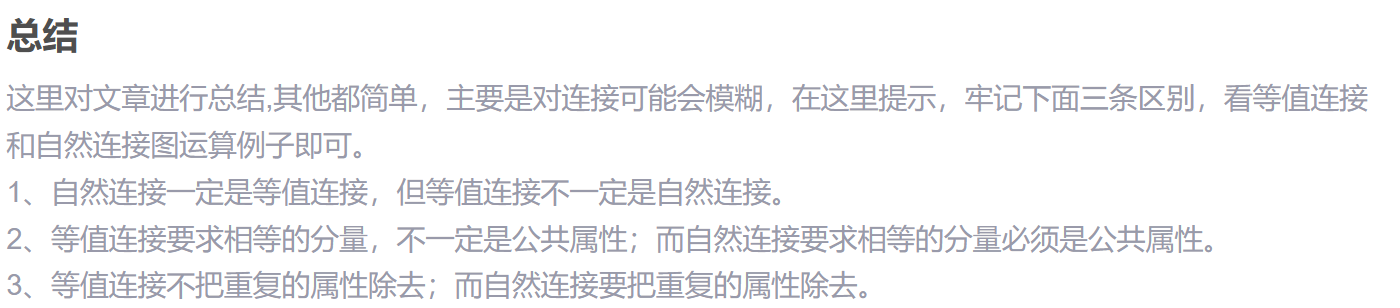 总结
这里对文章进行总结,其他都简单，主要是对连接可能会模糊，在这里提示，牢记下面三条区别，看等值连接
和自然连接图运算例子即可。
1、自然连接一定是等值连接，但等值连接不一定是自然连接。
2、等值连接要求相等的分量，不一定是公共属性；而自然连接要求相等的分量必须是公共属性。
3、等值连接不把重复的属性除去；而自然连接要把重复的属性除去。